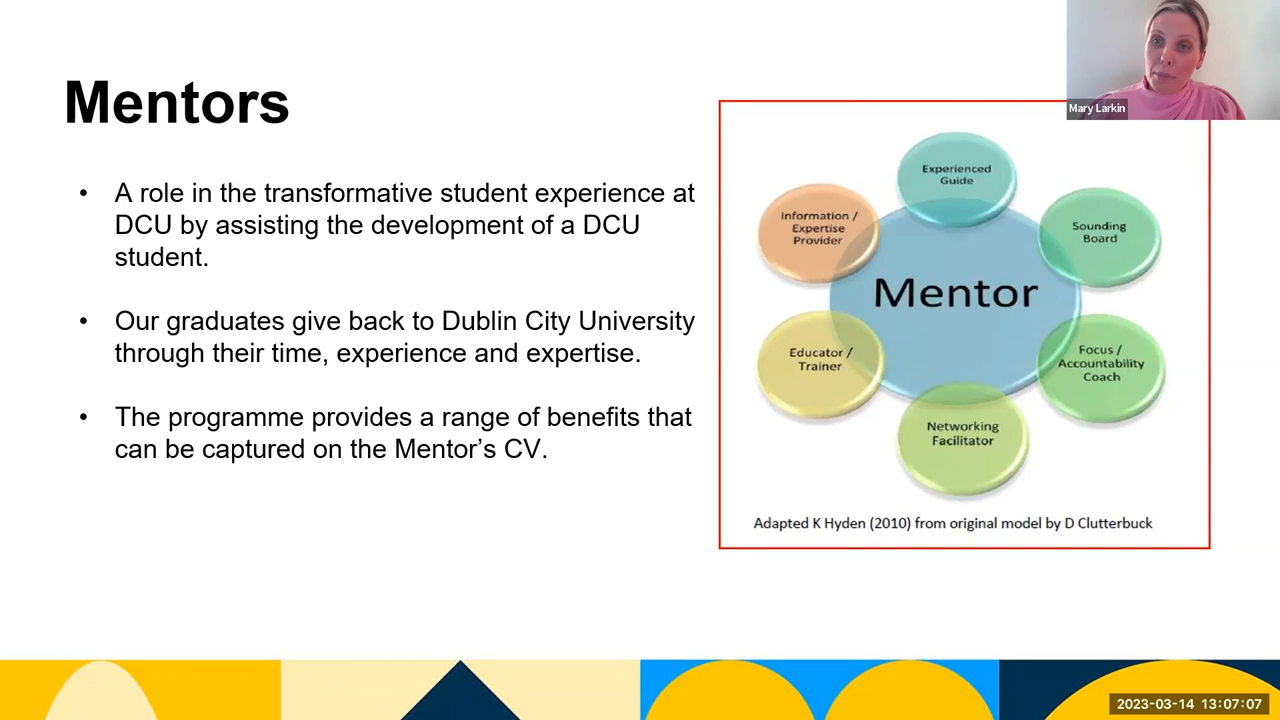 Mentors
• A role in the transformative student experience at
DCU by assisting the development of a DCU
student.
• Our graduates give back to Dublin City University
through their time, experience and expertise.
• The programme provides a range of benefits that
can be captured on the Mentor’s CV.
Mary Larkin
Experienced
Guide
Information /
Expertise
Provider
Sounding
Board
Mentor
Educator /
Trainer
Focus /
Accountability
Coach
Networking
Facilitator
Adapted K Hyden (2010) from original model by D Clutterbuck
2023-03-14 13:07:07